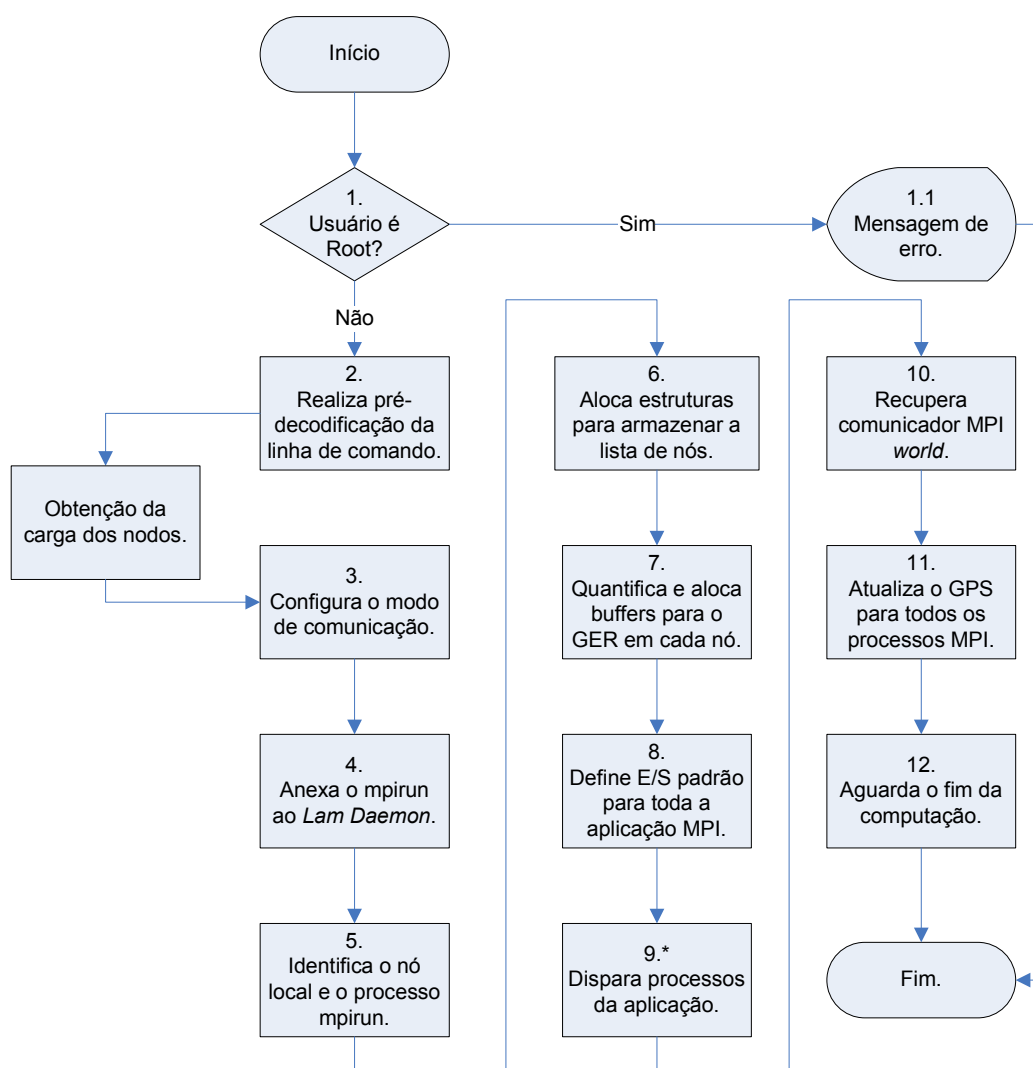 Início
1.
Usuário é
Root?
Sim
1.1
Mensagem de
erro.
Não
2.
Realiza pré-
decodificação da
linha de comando.
Obtenção da
carga dos nodos.
3.
Configura o modo
de comunicação.
4.
Anexa o mpirun
ao Lam Daemon.
5.
Identifica o nó
local e o processo
mpirun.
6.
Aloca estruturas
para armazenar a
lista de nós.
7.
Quantifica e aloca
buffers para o
GER em cada nó.
8.
Define E/S padrão
para toda a
aplicação MPI.
9.*
Dispara processos
da aplicação.
10.
Recupera
comunicador MPI
world.
11.
Atualiza o GPS
para todos os
processos MPI.
12.
Aguarda o fim da
computação.
Fim.